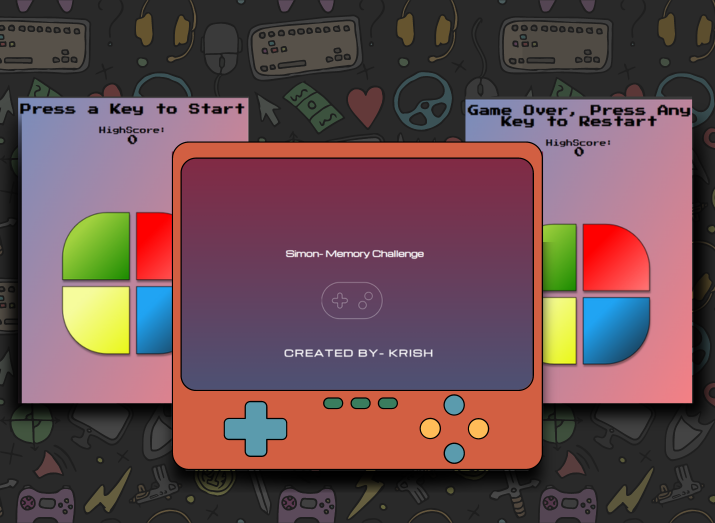 Press a Key to Start
HighScore:
0
Game Over, Press Any
Key to Restart
HighScore:
0
Simon- Memory Challenge
CREATED BY- KRISH